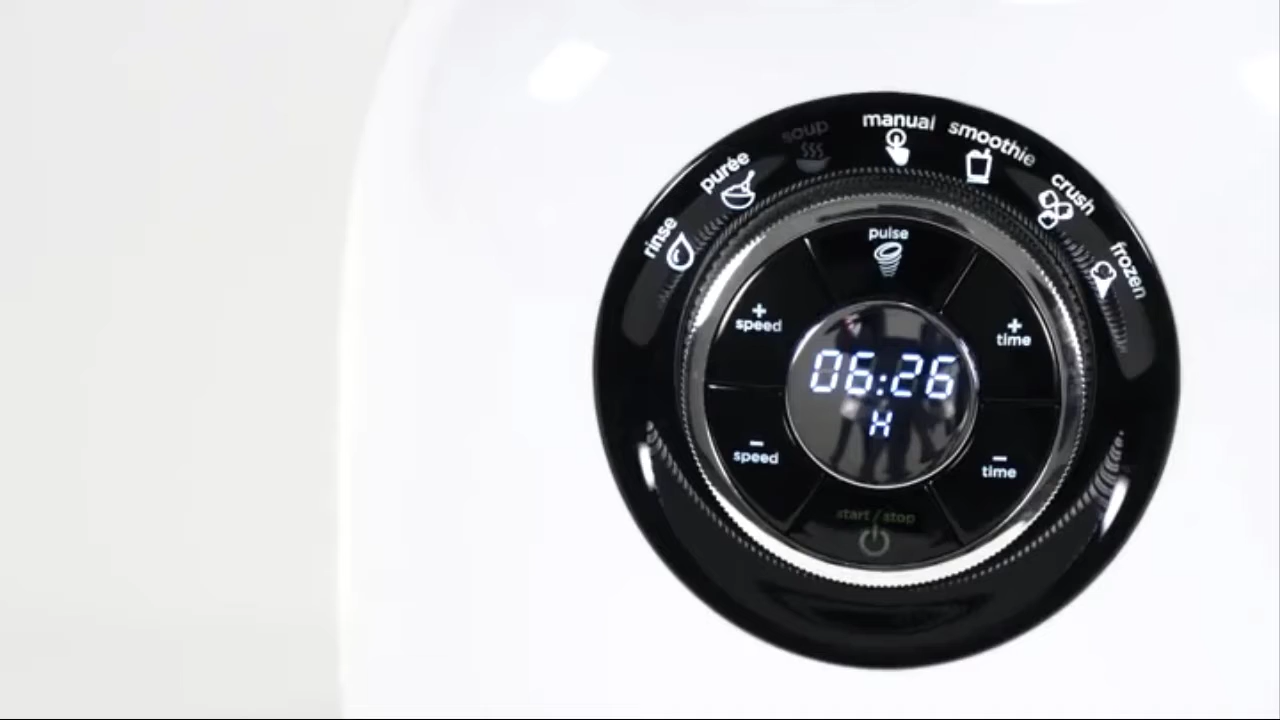 rinse
purée
soup
manual
smoothie
crush
frozen
pulse
+
speed
+
time
06:26
H
−
speed
−
time
start/stop